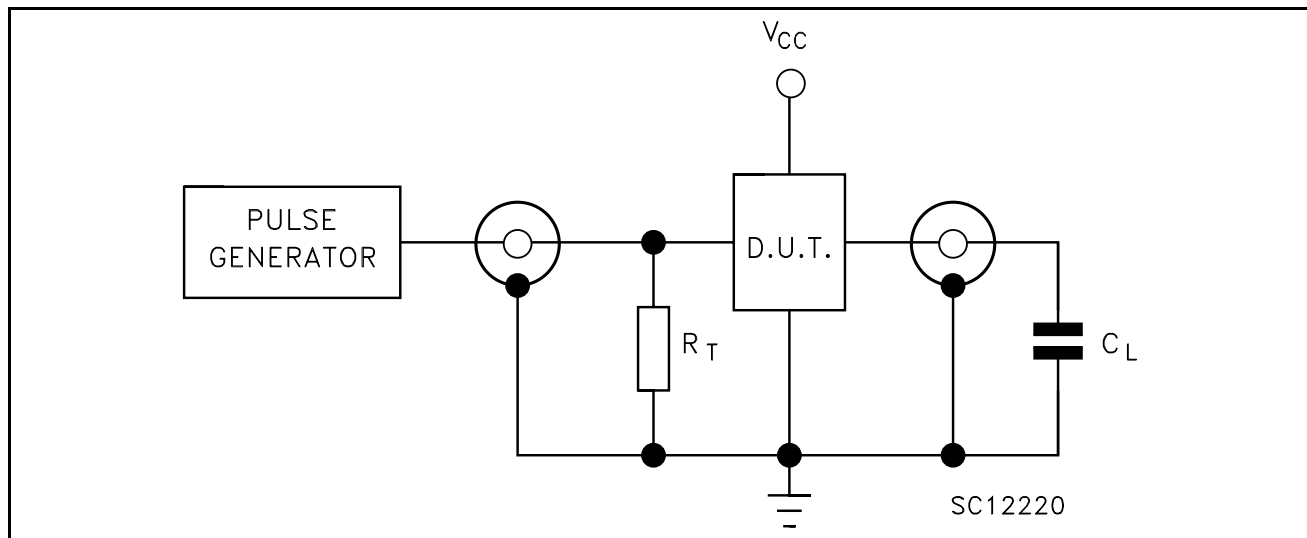 VCC
PULSE
GENERATOR
D.U.T.
RT
CL
SC12220